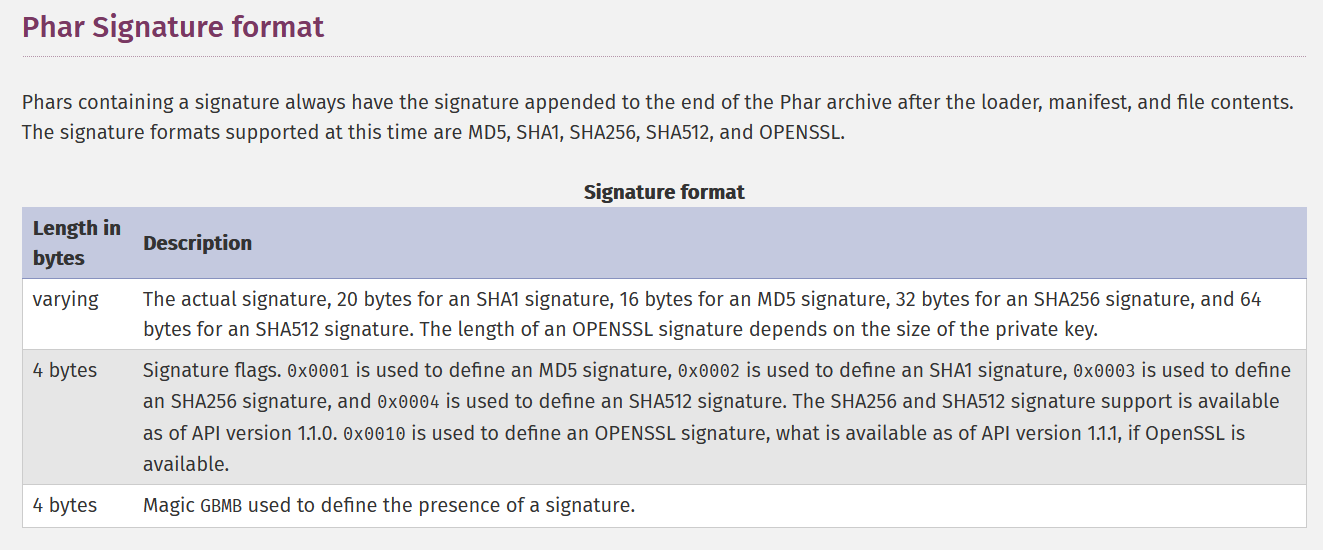 Phar Signature format
Phars containing a signature always have the signature appended to the end of the Phar archive after the loader, manifest, and file contents.
The signature formats supported at this time are MD5, SHA1, SHA256, SHA512, and OPENSSL.
Signature format
Length in
bytes
Description
varying
The actual signature, 20 bytes for an SHA1 signature, 16 bytes for an MD5 signature, 32 bytes for an SHA256 signature, and 64
bytes for an SHA512 signature. The length of an OPENSSL signature depends on the size of the private key.
4 bytes
Signature flags. 0x0001 is used to define an MD5 signature, 0x0002 is used to define an SHA1 signature, 0x0003 is used to define
an SHA256 signature, and 0x0004 is used to define an SHA512 signature. The SHA256 and SHA512 signature support is available
as of API version 1.1.0. 0x0010 is used to define an OPENSSL signature, what is available as of API version 1.1.1, if OpenSSL is
available.
4 bytes
Magic GBMB used to define the presence of a signature.